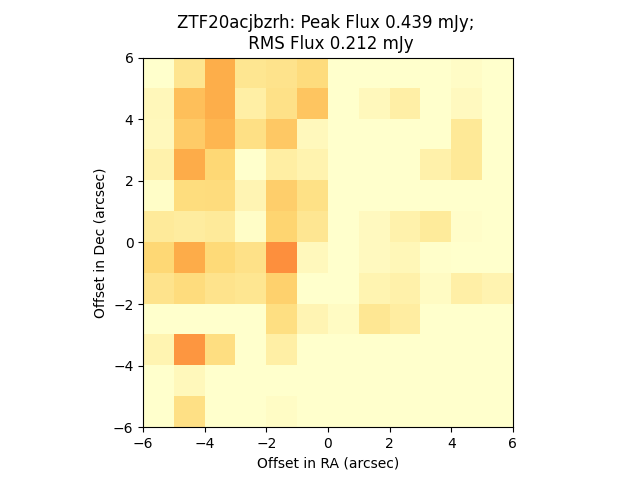 ZTF20acjbzrh: Peak Flux 0.439 mJy;
RMS Flux 0.212 mJy
6
4
2
0
−2
−4
−6
Offset in Dec (arcsec)
−6 −4 −2 0 2 4 6
Offset in RA (arcsec)